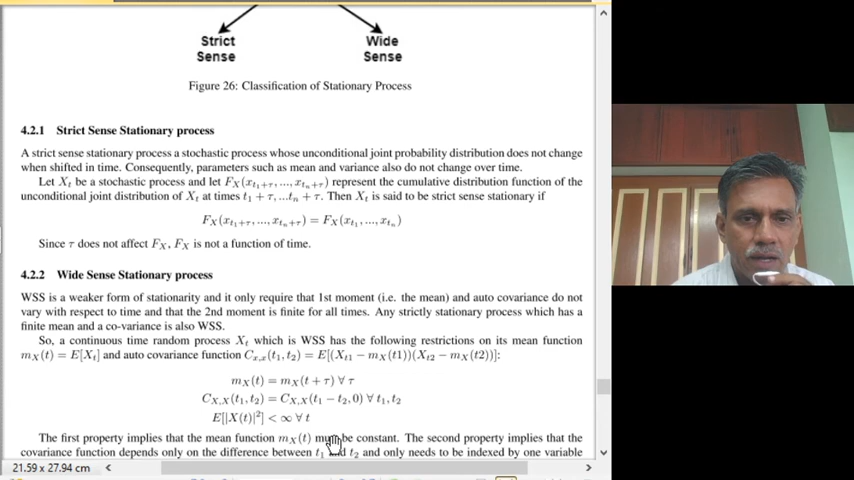 Strict Wide
Sense Sense
Figure 26: Classification of Stationary Process
4.2.1 Strict Sense Stationary process
A strict sense stationary process a stochastic process whose unconditional joint probability distribution does not change
when shifted in time. Consequently, parameters such as mean and variance also do not change over time.
Let X_t be a stochastic process and let F_X(x_{t_1+τ}, ..., x_{t_n+τ}) represent the cumulative distribution function of the
unconditional joint distribution of X_t at times t_1 + τ, ...t_n + τ. Then X_t is said to be strict sense stationary if
F_X(x_{t_1+τ}, ..., x_{t_n+τ}) = F_X(x_{t_1}, ..., x_{t_n})
Since τ does not affect F_X, F_X is not a function of time.
4.2.2 Wide Sense Stationary process
WSS is a weaker form of stationarity and it only require that 1st moment (i.e. the mean) and auto covariance do not
vary with respect to time and that the 2nd moment is finite for all times. Any strictly stationary process which has a
finite mean and a co-variance is also WSS.
So, a continuous time random process X_t which is WSS has the following restrictions on its mean function
m_X(t) = E[X_t] and auto covariance function C_{x,x}(t_1, t_2) = E[(X_{t1} − m_X(t1))(X_{t2} − m_X(t2))]:
m_X(t) = m_X(t + τ) ∀ τ
C_{X,X}(t_1, t_2) = C_{X,X}(t_1 − t_2, 0) ∀ t_1, t_2
E[|X(t)|²] < ∞ ∀ t
The first property implies that the mean function m_X(t) must be constant. The second property implies that the
covariance function depends only on the difference between t_1 and t_2 and only needs to be indexed by one variable
21.59 x 27.94 cm